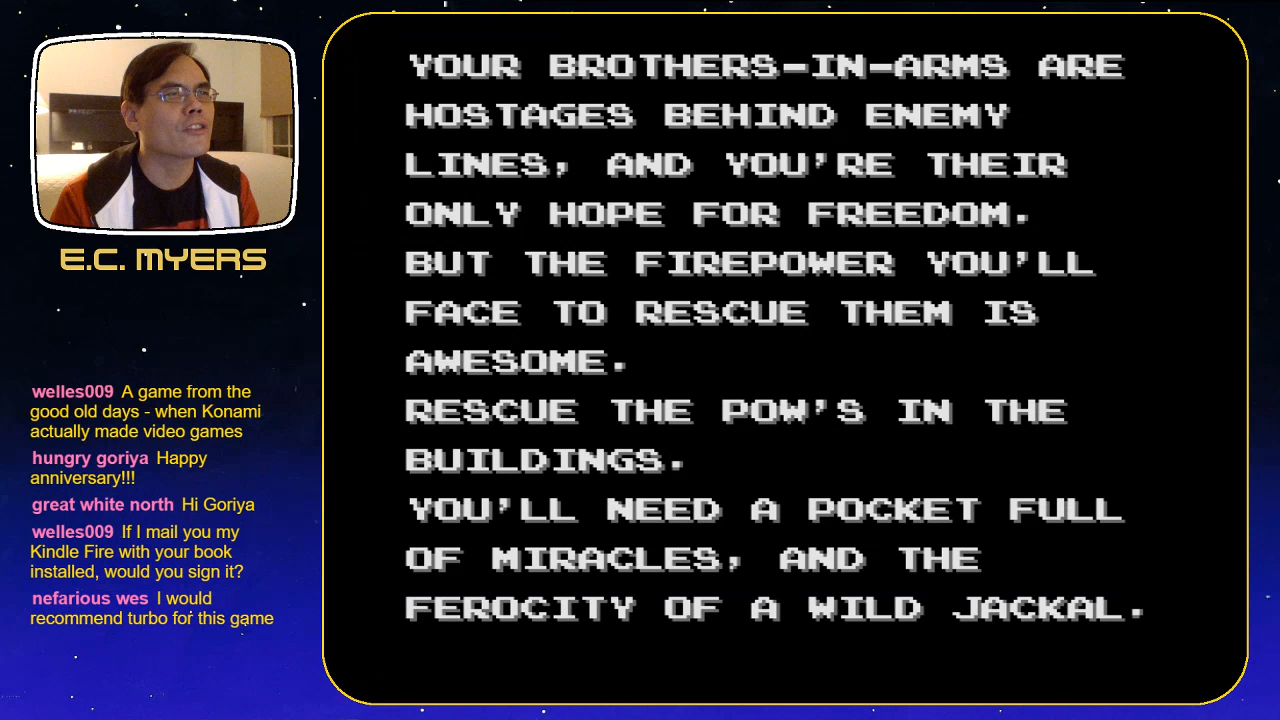 E.C. MYERS
welles009 A game from the
good old days - when Konami
actually made video games
hungry goriya Happy
anniversary!!!
great white north Hi Goriya
welles009 If I mail you my
Kindle Fire with your book
installed, would you sign it?
nefarious wes I would
recommend turbo for this game
YOUR BROTHERS-IN-ARMS ARE
HOSTAGES BEHIND ENEMY
LINES, AND YOU'RE THEIR
ONLY HOPE FOR FREEDOM.
BUT THE FIREPOWER YOU'LL
FACE TO RESCUE THEM IS
AWESOME.
RESCUE THE POW'S IN THE
BUILDINGS.
YOU'LL NEED A POCKET FULL
OF MIRACLES, AND THE
FEROCITY OF A WILD JACKAL.